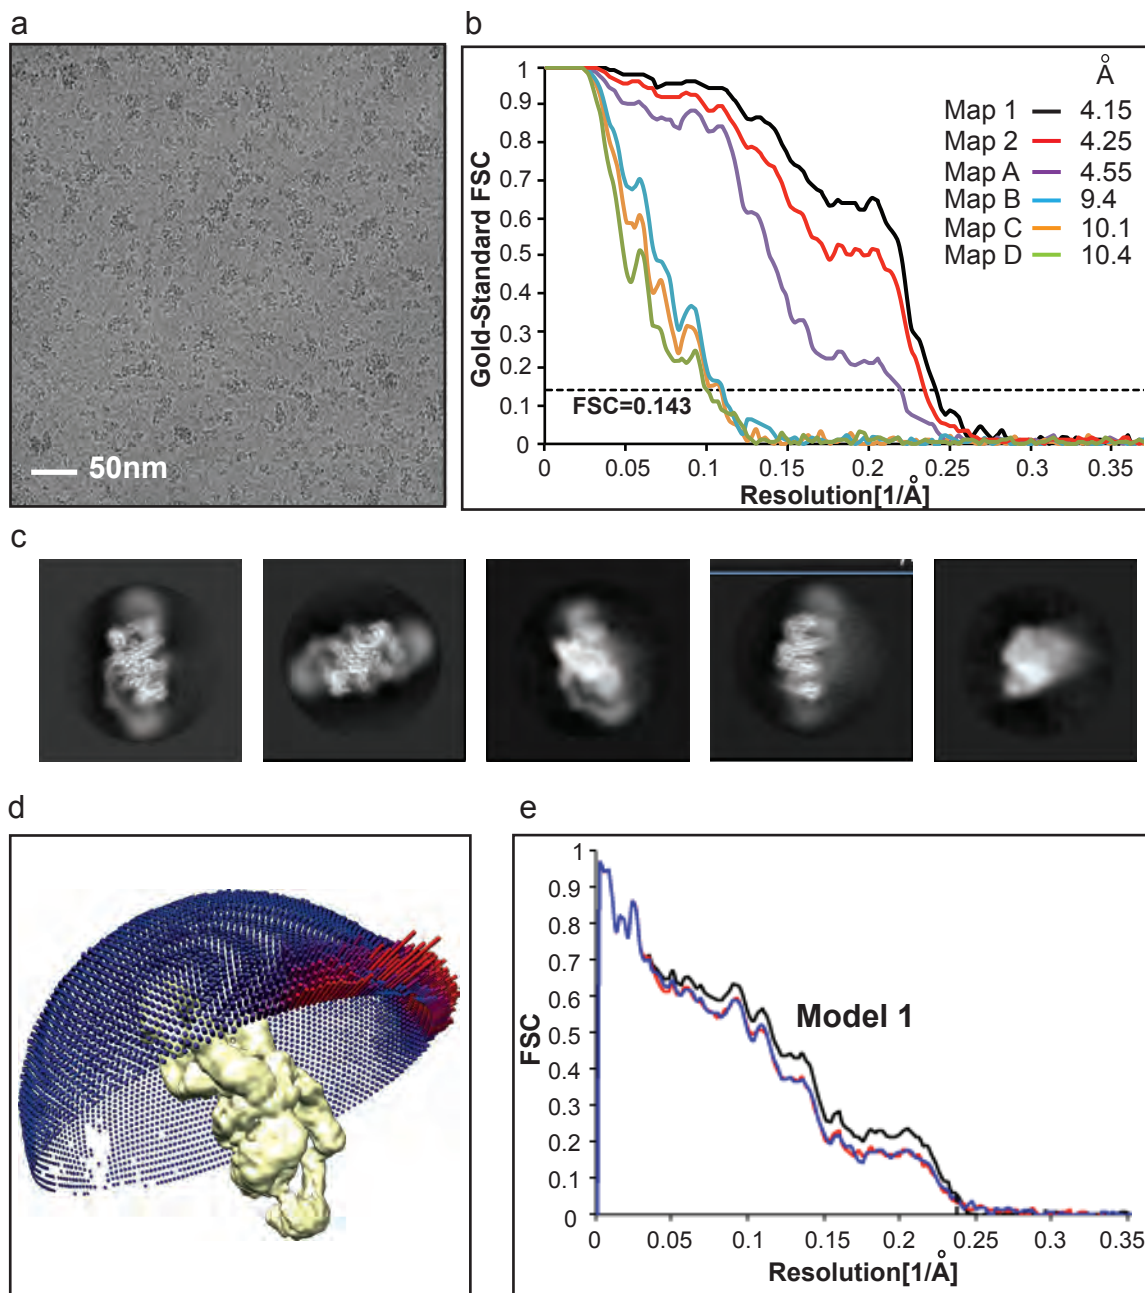 a
50nm
b
Gold-Standard FSC
1
0.9
0.8
0.7
0.6
0.5
0.4
0.3
0.2
0.1
0
Å
Map 1 4.15
Map 2 4.25
Map A 4.55
Map B 9.4
Map C 10.1
Map D 10.4
FSC=0.143
0 0.05 0.1 0.15 0.2 0.25 0.3 0.35
Resolution[1/Å]
c
d
e
FSC
1
0.9
0.8
0.7
0.6
0.5
0.4
0.3
0.2
0.1
0
Model 1
0 0.05 0.1 0.15 0.2 0.25 0.3 0.35
Resolution[1/Å]